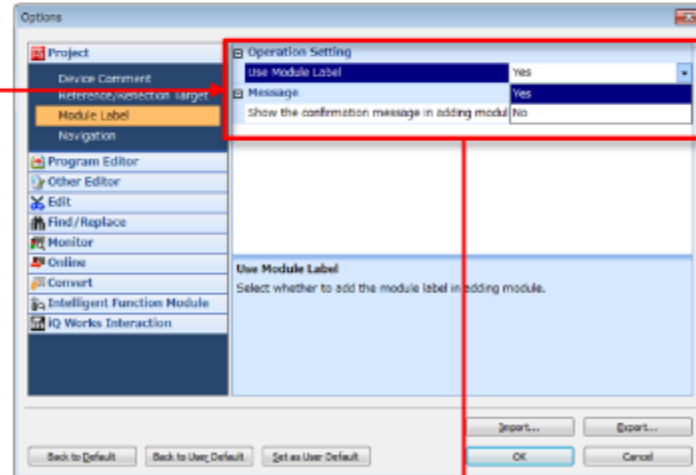 Options
Project
Device Comment
Reference/Reflection Target
Module Label
Navigation
Program Editor
Other Editor
Edit
Find/Replace
Monitor
Online
Convert
Intelligent Function Module
iQ Works Interaction
Operation Setting
Use Module Label Yes
Yes
Message
Show the confirmation message in adding modul No
Use Module Label
Select whether to add the module label in adding module.
Import... Export...
Back to Default Back to User Default Set as User Default OK Cancel